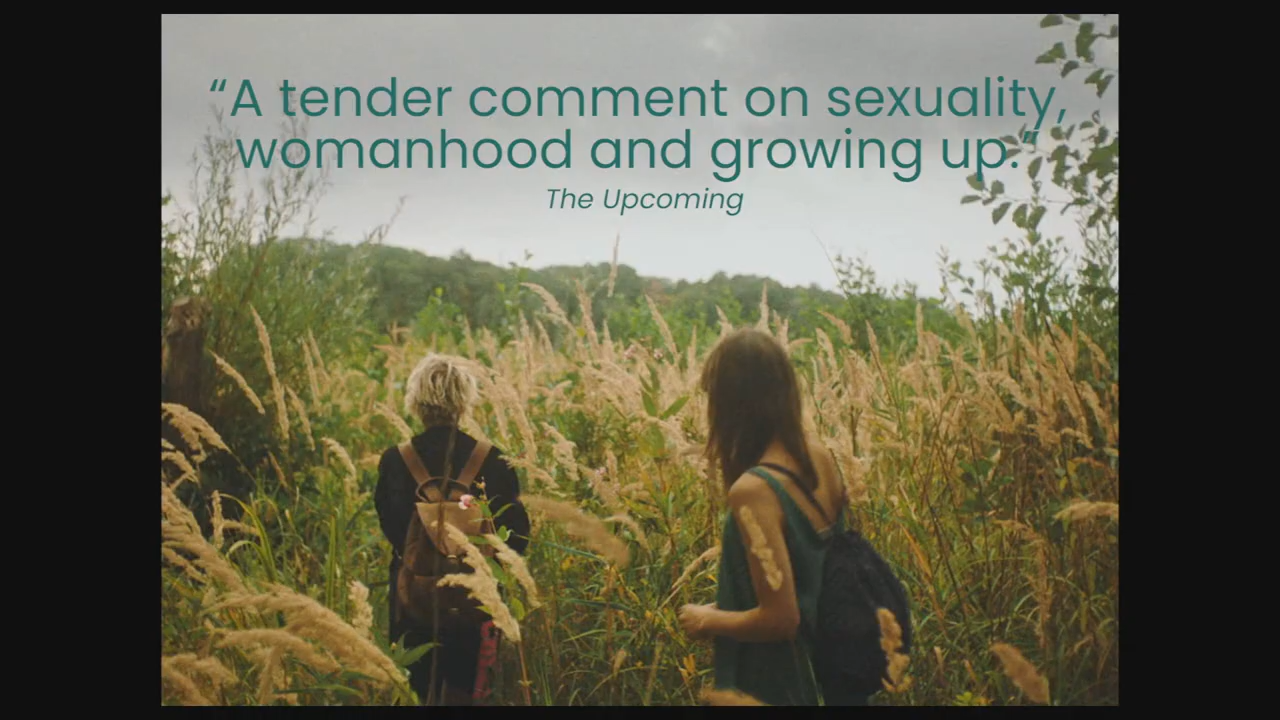 “A tender comment on sexuality,
womanhood and growing up.”
The Upcoming